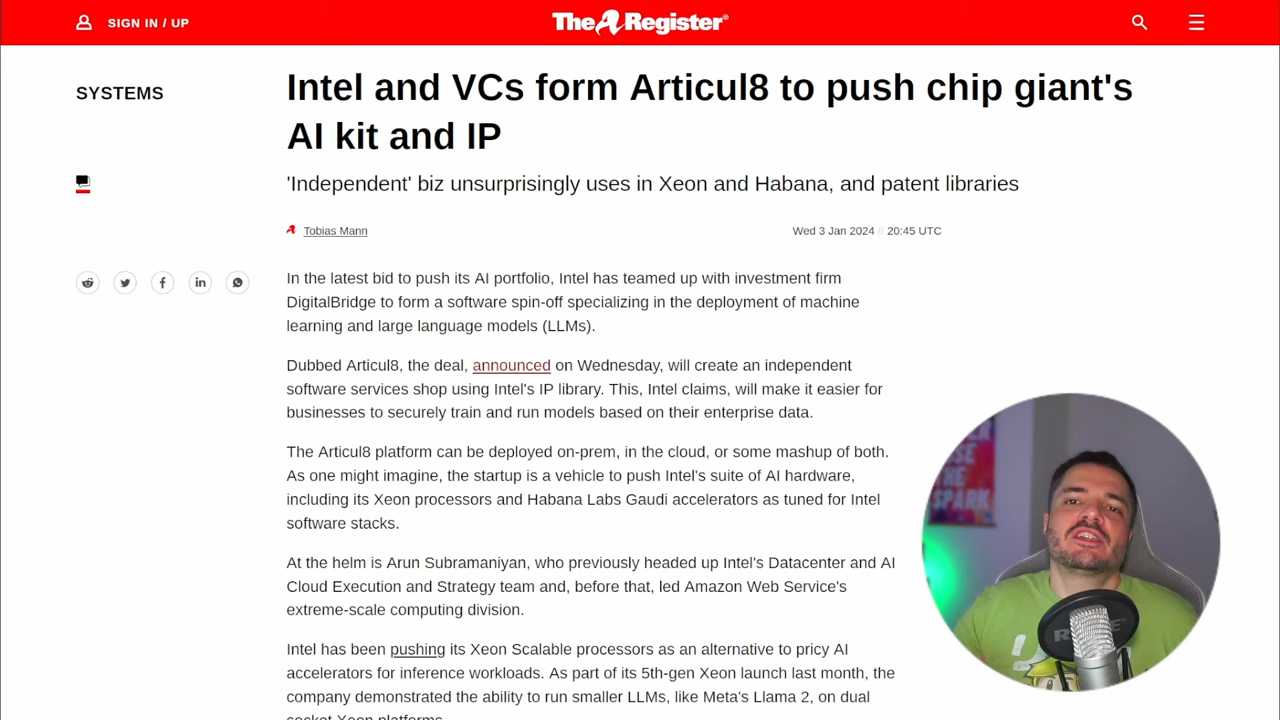 SIGN IN / UP
The Register®
SYSTEMS
Intel and VCs form Articul8 to push chip giant's
AI kit and IP
'Independent' biz unsurprisingly uses in Xeon and Habana, and patent libraries
Tobias Mann
Wed 3 Jan 2024 // 20:45 UTC
In the latest bid to push its AI portfolio, Intel has teamed up with investment firm
DigitalBridge to form a software spin-off specializing in the deployment of machine
learning and large language models (LLMs).
Dubbed Articul8, the deal, announced on Wednesday, will create an independent
software services shop using Intel's IP library. This, Intel claims, will make it easier for
businesses to securely train and run models based on their enterprise data.
The Articul8 platform can be deployed on-prem, in the cloud, or some mashup of both.
As one might imagine, the startup is a vehicle to push Intel's suite of AI hardware,
including its Xeon processors and Habana Labs Gaudi accelerators as tuned for Intel
software stacks.
At the helm is Arun Subramaniyan, who previously headed up Intel's Datacenter and AI
Cloud Execution and Strategy team and, before that, led Amazon Web Service's
extreme-scale computing division.
Intel has been pushing its Xeon Scalable processors as an alternative to pricy AI
accelerators for inference workloads. As part of its 5th-gen Xeon launch last month, the
company demonstrated the ability to run smaller LLMs, like Meta's Llama 2, on dual
socket Xeon platforms.
THE
SPARK